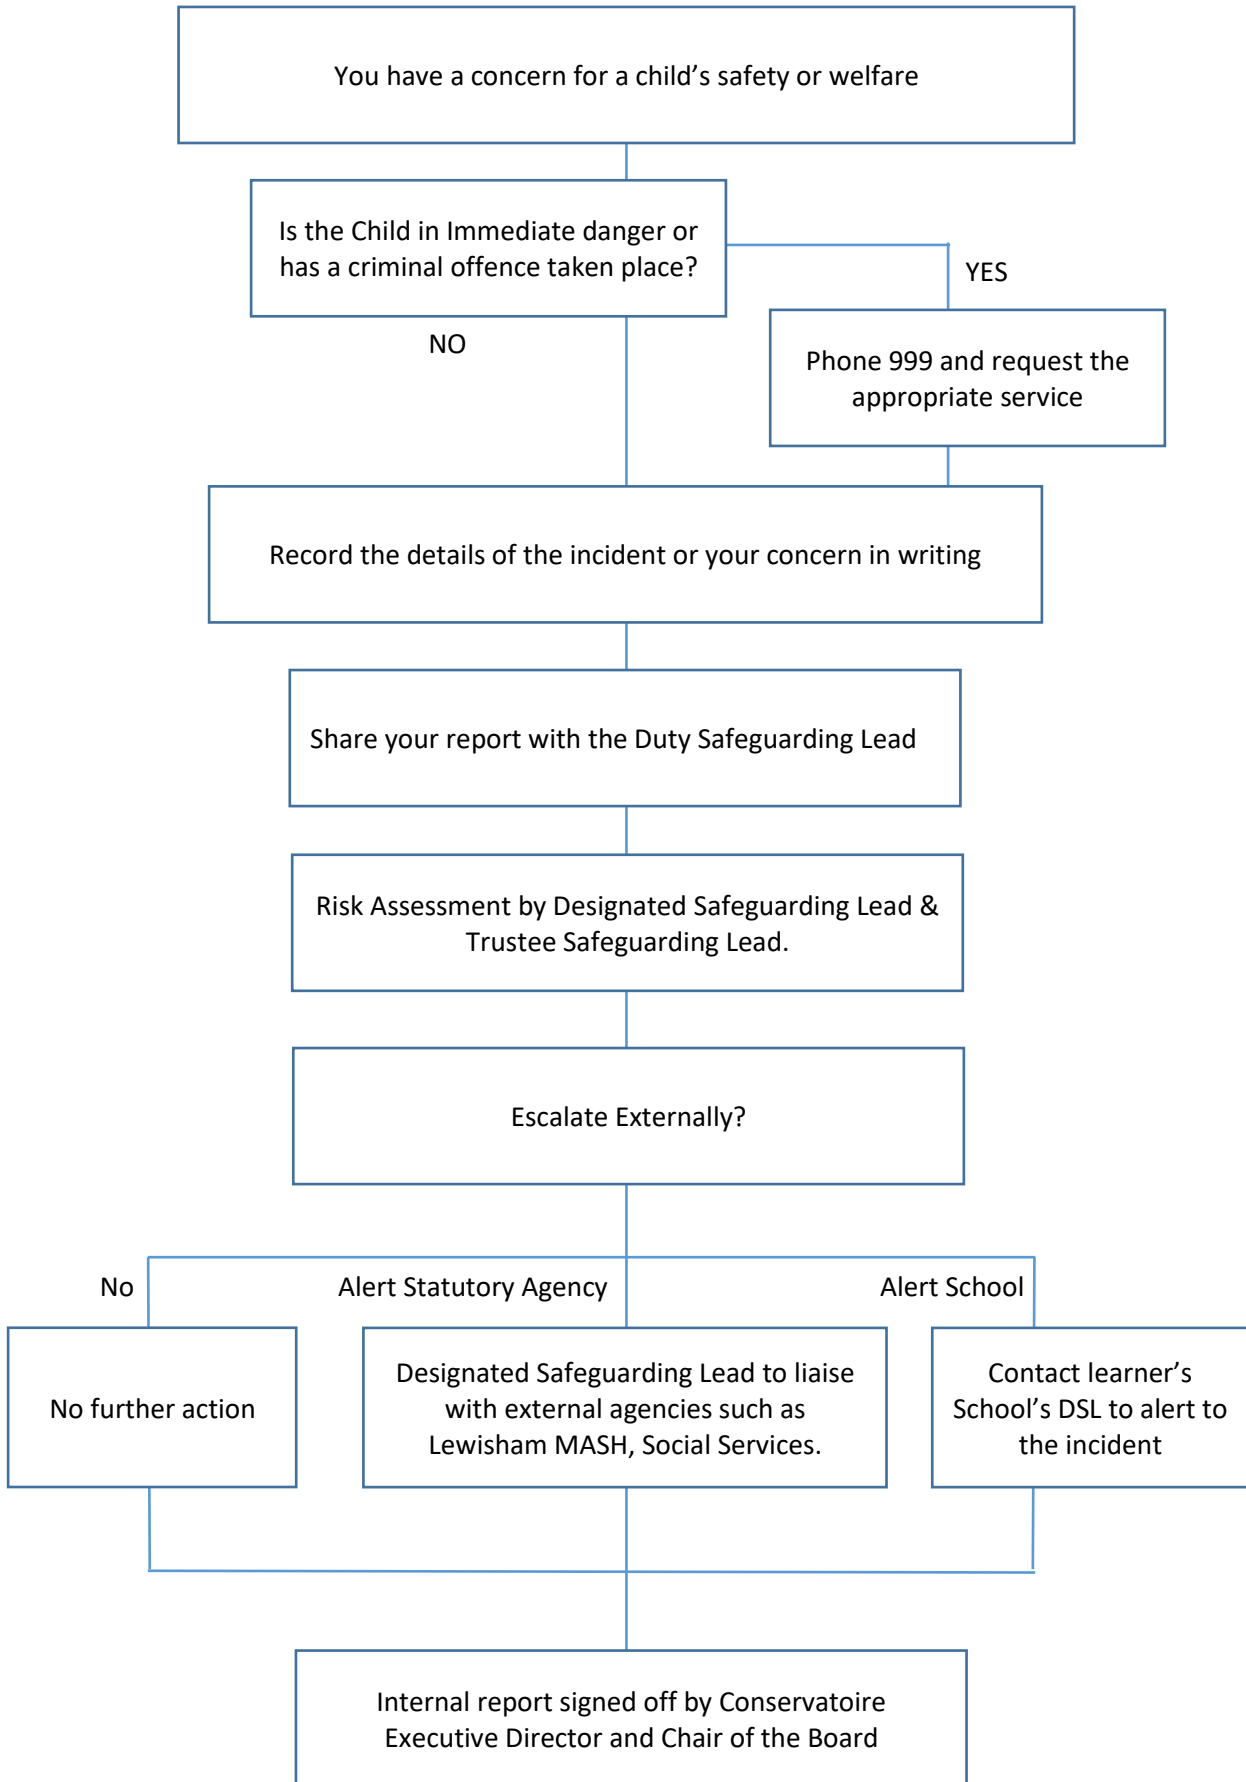 You have a concern for a child’s safety or welfare
Is the Child in Immediate danger or
has a criminal offence taken place?
YES
NO
Phone 999 and request the
appropriate service
Record the details of the incident or your concern in writing
Share your report with the Duty Safeguarding Lead
Risk Assessment by Designated Safeguarding Lead &
Trustee Safeguarding Lead.
Escalate Externally?
No
Alert Statutory Agency
Alert School
No further action
Designated Safeguarding Lead to liaise
with external agencies such as
Lewisham MASH, Social Services.
Contact learner’s
School’s DSL to alert to
the incident
Internal report signed off by Conservatoire
Executive Director and Chair of the Board